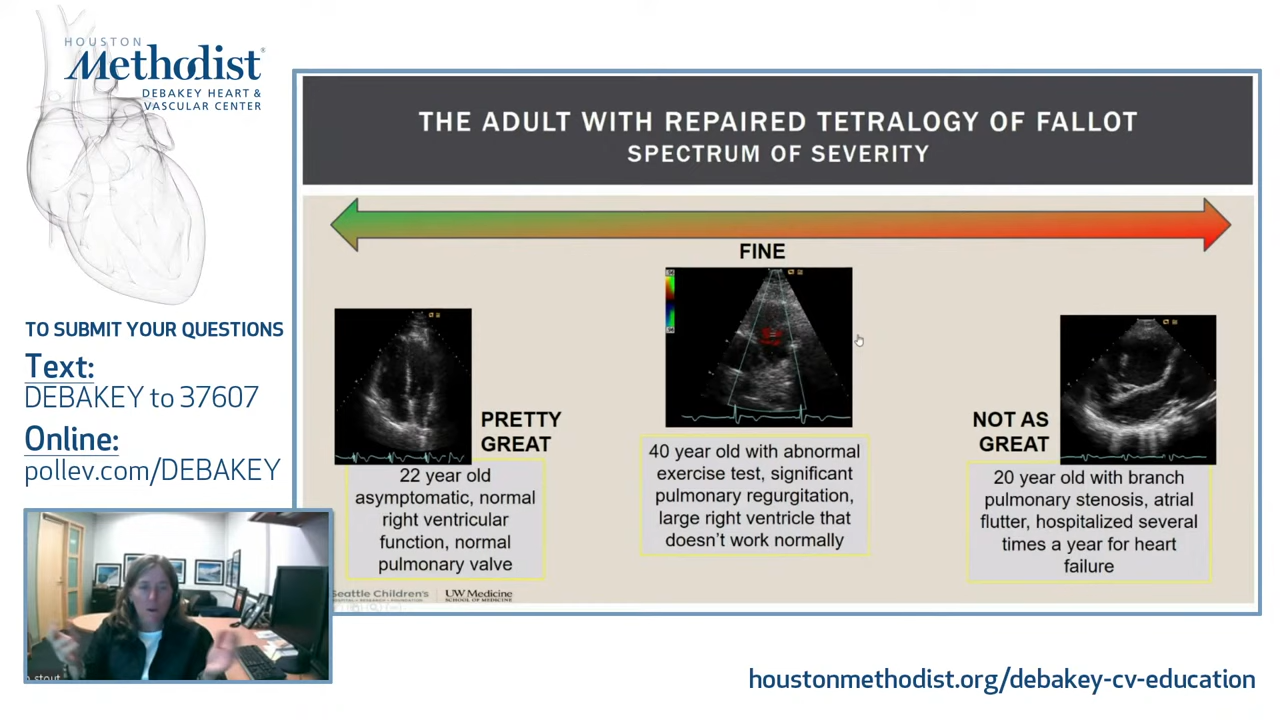 HOUSTON
Methodist®
DEBAKEY HEART &
VASCULAR CENTER
TO SUBMIT YOUR QUESTIONS
Text:
DEBAKEY to 37607
Online:
pollev.com/DEBAKEY
THE ADULT WITH REPAIRED TETRALOGY OF FALLOT
SPECTRUM OF SEVERITY
FINE
PRETTY
GREAT
22 year old
asymptomatic, normal
right ventricular
function, normal
pulmonary valve
40 year old with abnormal
exercise test, significant
pulmonary regurgitation,
large right ventricle that
doesn't work normally
NOT AS
GREAT
20 year old with branch
pulmonary stenosis, atrial
flutter, hospitalized several
times a year for heart
failure
Seattle Children's
UW Medicine
SCHOOL OF MEDICINE
stout
houstonmethodist.org/debakey-cv-education